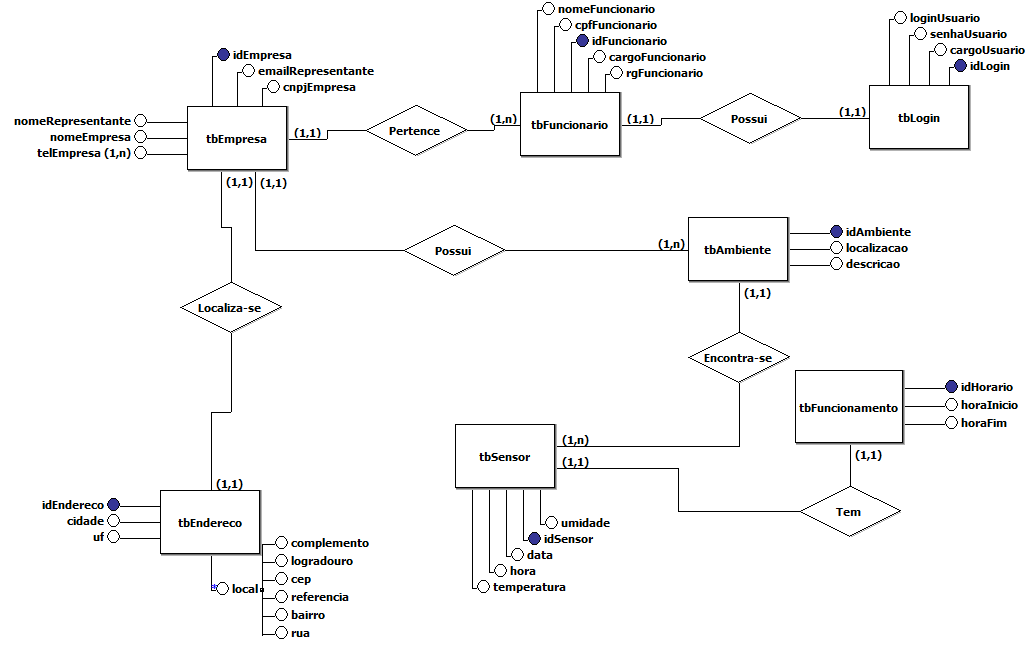 nomeFuncionario
cpfFuncionario
idFuncionario
cargoFuncionario
rgFuncionario
loginUsuario
senhaUsuario
cargoUsuario
idLogin
idEmpresa
emailRepresentante
cnpjEmpresa
nomeRepresentante
nomeEmpresa
telEmpresa (1,n)
tbEmpresa
(1,1)
Pertence
(1,n)
tbFuncionario
(1,1)
Possui
(1,1)
tbLogin
(1,1)
(1,1)
Possui
(1,n)
tbAmbiente
idAmbiente
localizacao
descricao
(1,1)
Localiza-se
Encontra-se
tbFuncionamento
idHorario
horaInicio
horaFim
(1,1)
(1,n)
(1,1)
tbSensor
Tem
umidade
idSensor
data
hora
temperatura
(1,1)
idEndereco
cidade
uf
tbEndereco
local
complemento
logradouro
cep
referencia
bairro
rua